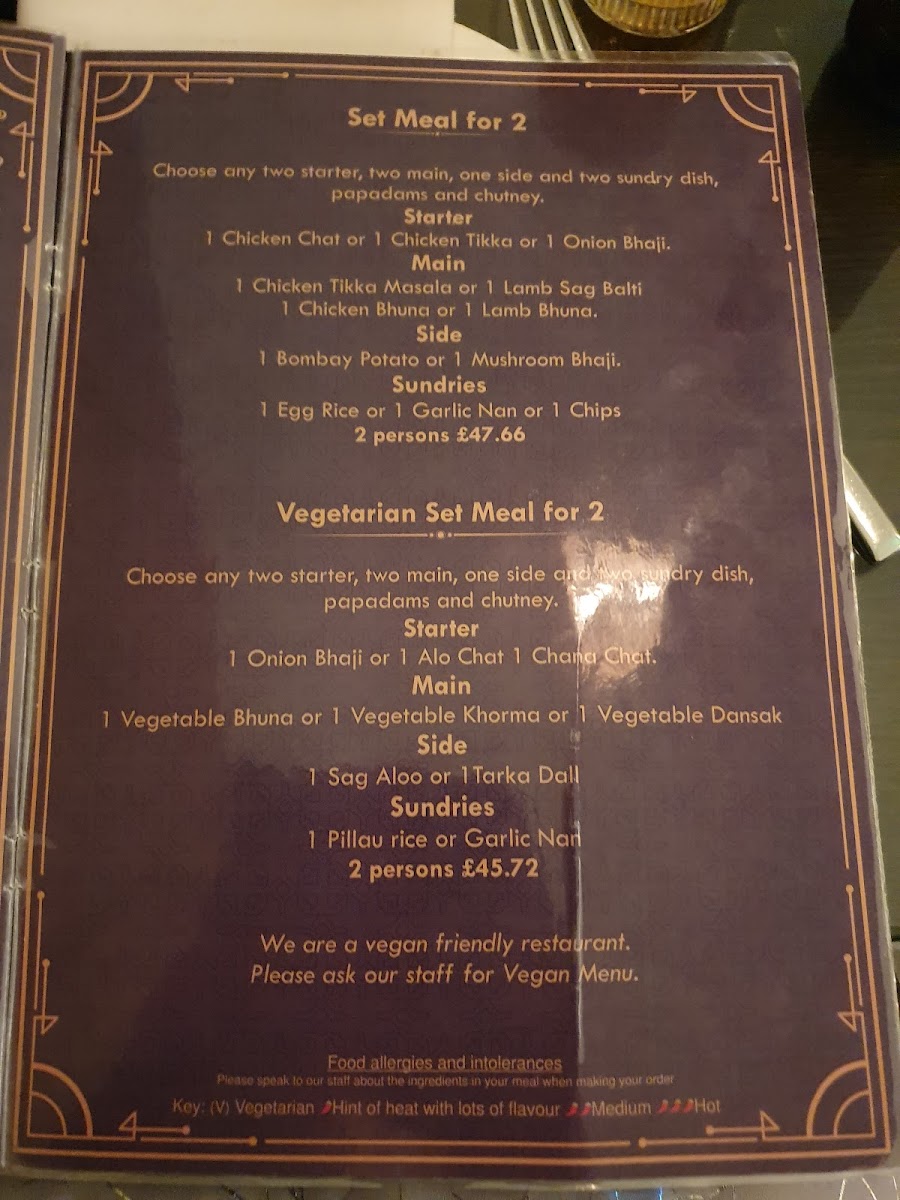 Set Meal for 2
Choose any two starter, two main, one side and two sundry dish,
papadams and chutney.
Starter
1 Chicken Chat or 1 Chicken Tikka or 1 Onion Bhaji.
Main
1 Chicken Tikka Masala or 1 Lamb Sag Balti
1 Chicken Bhuna or 1 Lamb Bhuna.
Side
1 Bombay Potato or 1 Mushroom Bhaji.
Sundries
1 Egg Rice or 1 Garlic Nan or 1 Chips
2 persons £47.66
Vegetarian Set Meal for 2
Choose any two starter, two main, one side and two sundry dish,
papadams and chutney.
Starter
1 Onion Bhaji or 1 Alo Chat 1 Chana Chat.
Main
1 Vegetable Bhuna or 1 Vegetable Khorma or 1 Vegetable Dansak
Side
1 Sag Aloo or 1Tarka Dall
Sundries
1 Pillau rice or Garlic Nan
2 persons £45.72
We are a vegan friendly restaurant.
Please ask our staff for Vegan Menu.
Food allergies and intolerances
Please speak to our staff about the ingredients in your meal when making your order
Key: (V) Vegetarian Hint of heat with lots of flavour Medium Hot